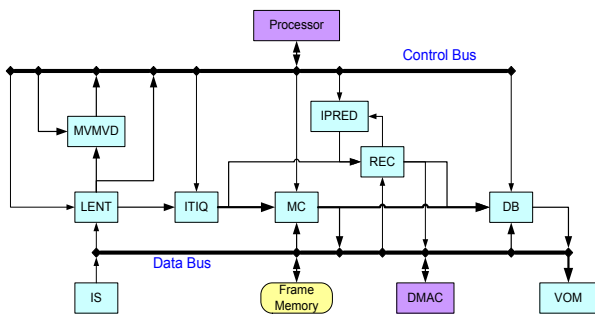 Processor
Control Bus
IPRED
MVMVD
REC
LENT
ITIQ
MC
DB
Data Bus
IS
Frame
Memory
DMAC
VOM